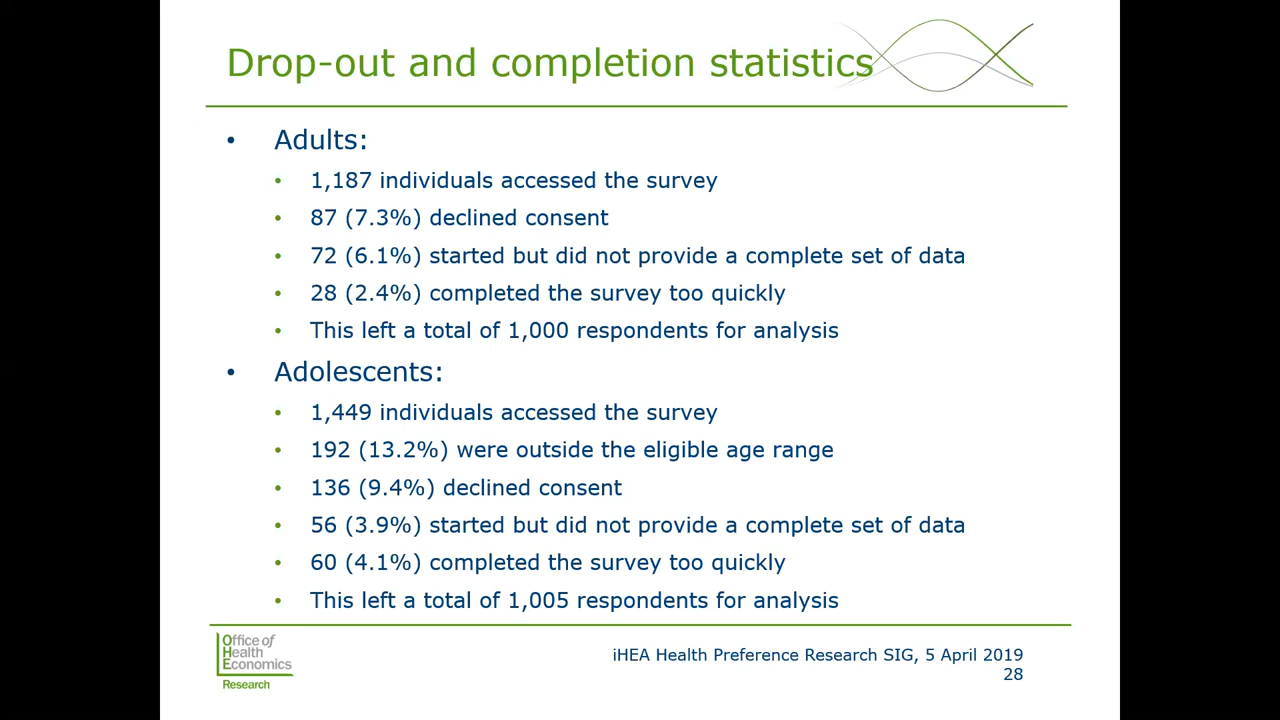 Drop-out and completion statistics
• Adults:
• 1,187 individuals accessed the survey
• 87 (7.3%) declined consent
• 72 (6.1%) started but did not provide a complete set of data
• 28 (2.4%) completed the survey too quickly
• This left a total of 1,000 respondents for analysis
• Adolescents:
• 1,449 individuals accessed the survey
• 192 (13.2%) were outside the eligible age range
• 136 (9.4%) declined consent
• 56 (3.9%) started but did not provide a complete set of data
• 60 (4.1%) completed the survey too quickly
• This left a total of 1,005 respondents for analysis
Office of
Health
Economics
Research
iHEA Health Preference Research SIG, 5 April 2019
28